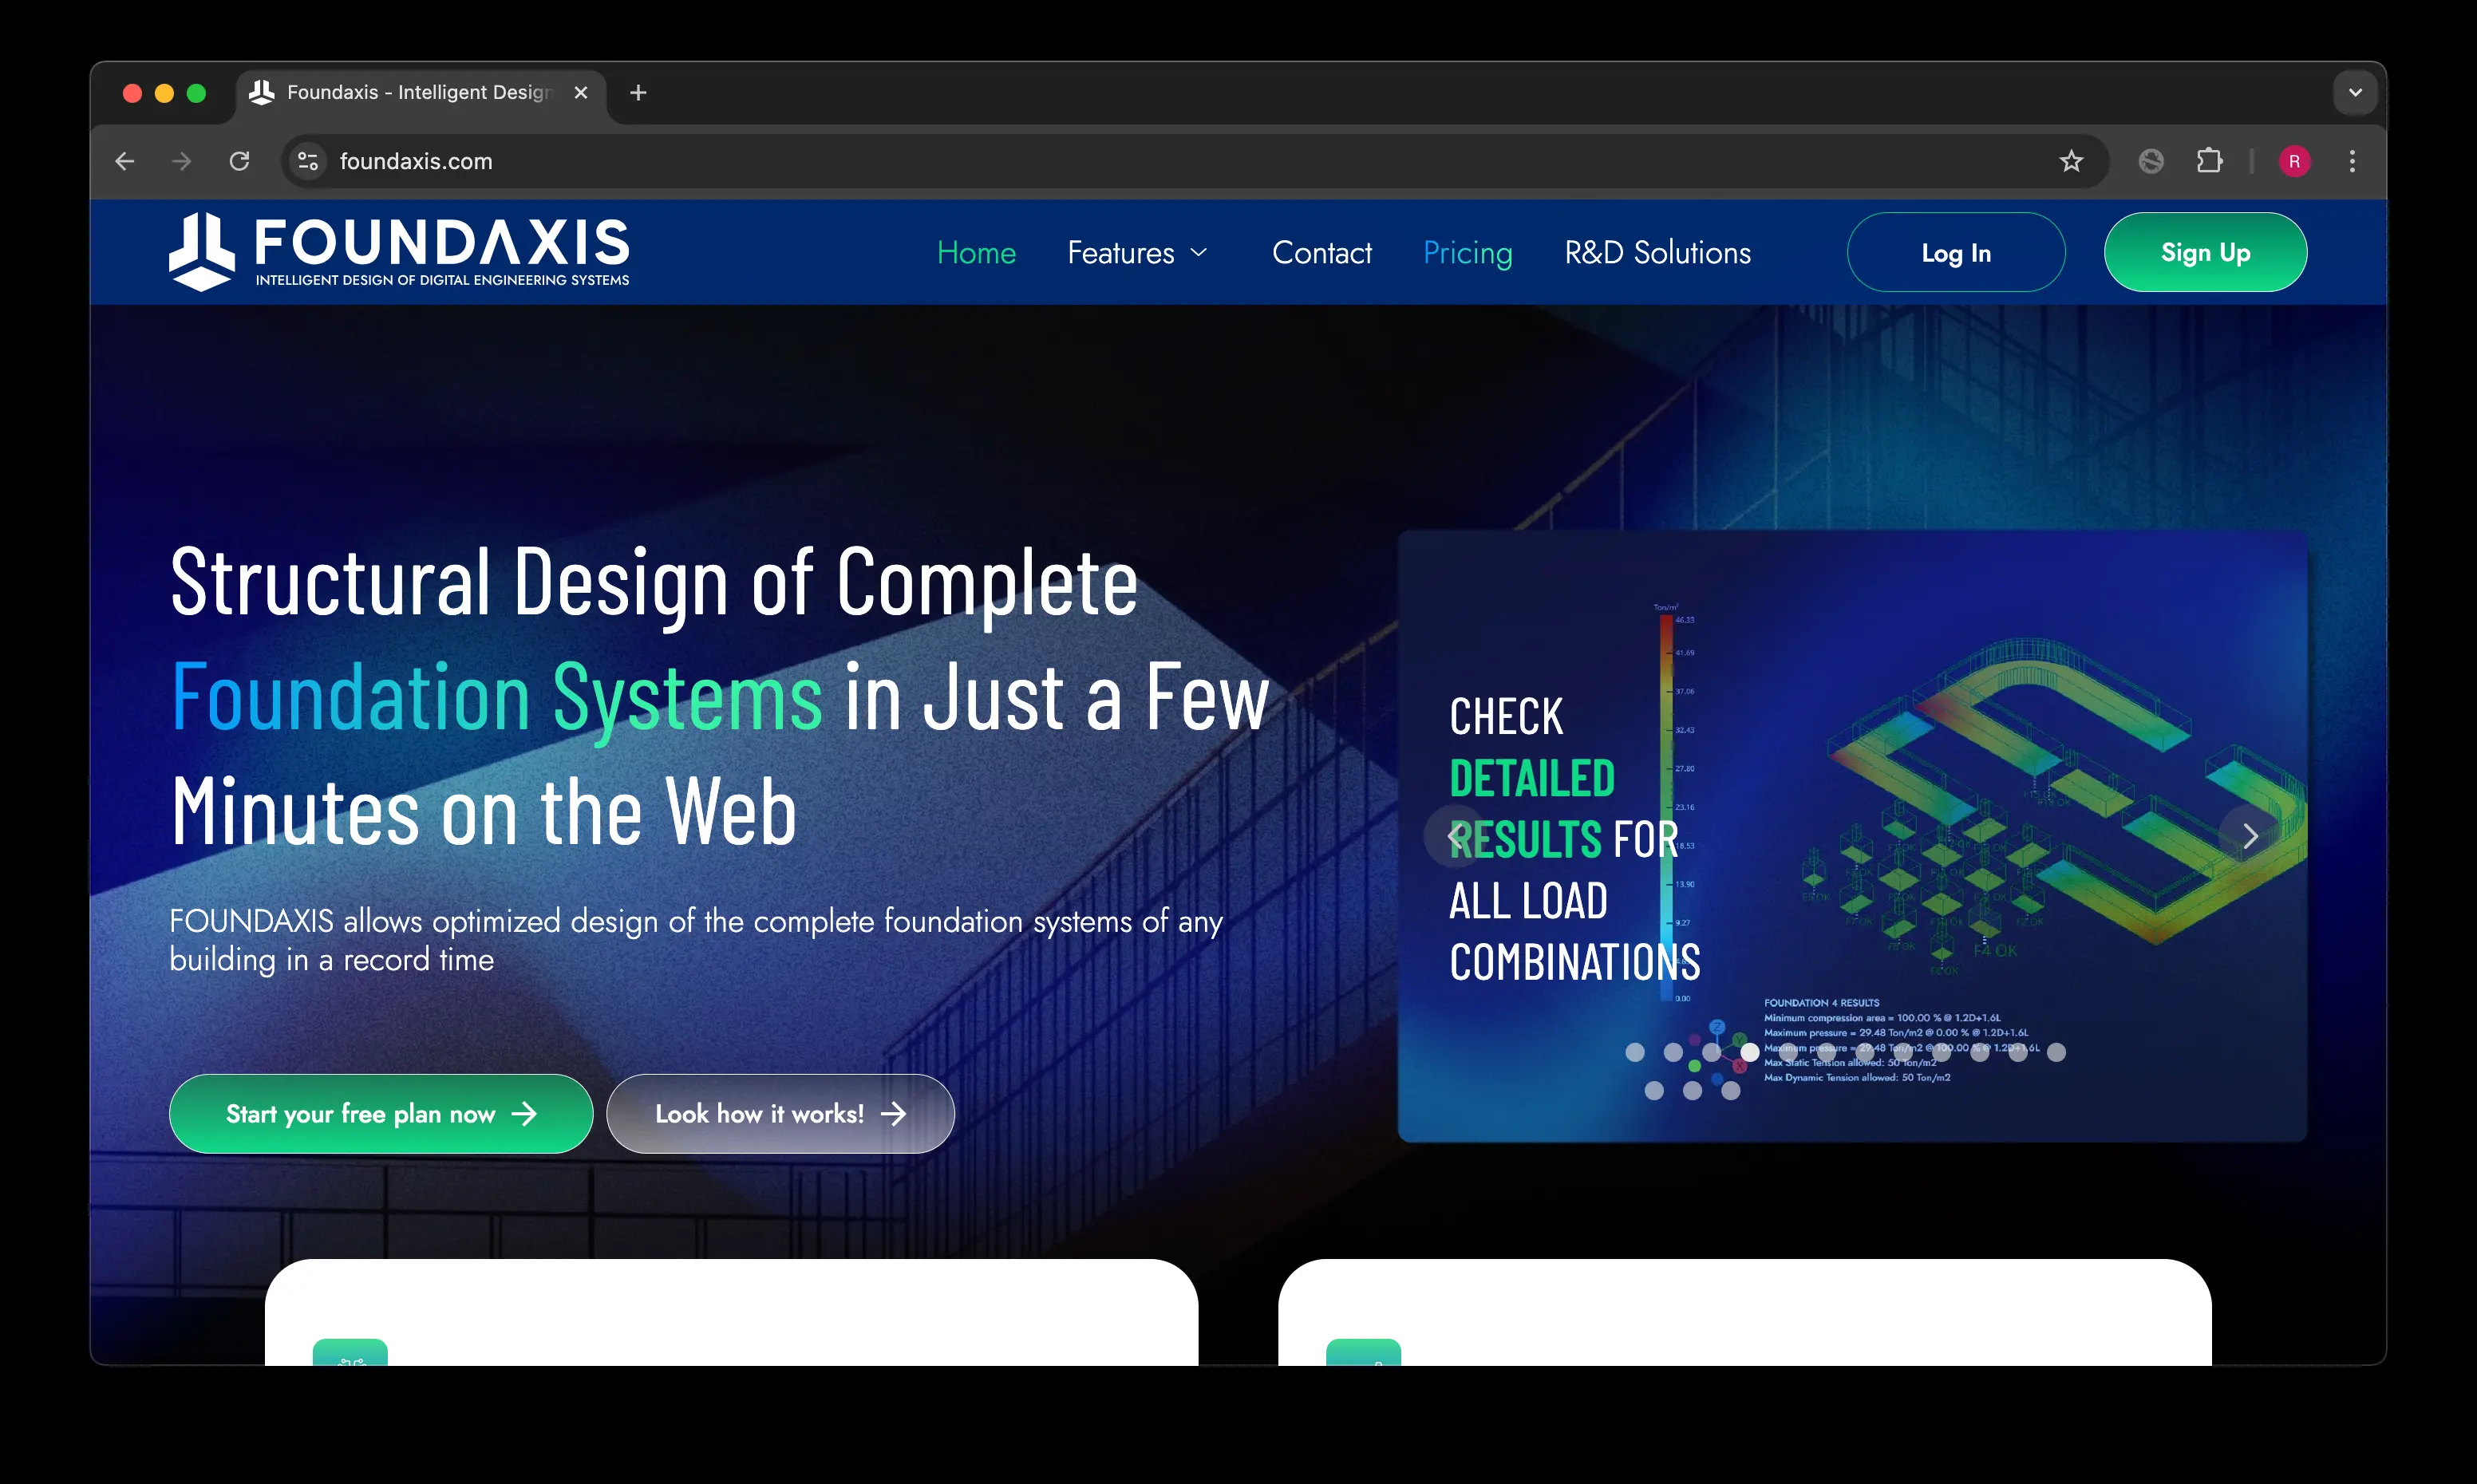 Foundaxis - Intelligent Design
foundaxis.com
R
FOUNDAXIS
INTELLIGENT DESIGN OF DIGITAL ENGINEERING SYSTEMS
Home
Features
Contact
Pricing
R&D Solutions
Log In
Sign Up
Structural Design of Complete
Foundation Systems in Just a Few
Minutes on the Web
FOUNDAXIS allows optimized design of the complete foundation systems of any
building in a record time
Start your free plan now
Look how it works!
CHECK
DETAILED
RESULTS FOR
ALL LOAD
COMBINATIONS
Ton/m²
46.33
41.69
37.06
32.43
27.80
23.16
18.53
13.90
9.27
0.00
F4 OK
Z
Y
X
FOUNDATION 4 RESULTS
Minimum compression area = 100.00 % @ 1.2D+1.6L
Maximum pressure = 29.48 Ton/m2 @ 0.00 % @ 1.2D+1.6L
Maximum pressure = 29.48 Ton/m2 @ 100.00 % @ 1.2D+1.6L
Max Static Tension allowed: 50 Ton/m2
Max Dynamic Tension allowed: 50 Ton/m2